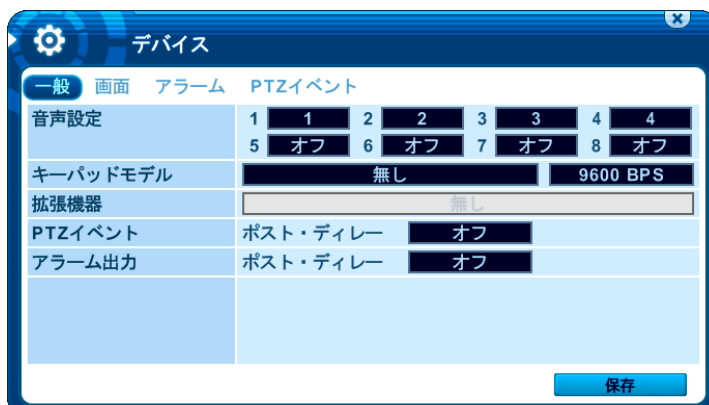 デバイス
一般 画面 アラーム PTZイベント
音声設定 1 1 2 2 3 3 4 4
5 オフ 6 オフ 7 オフ 8 オフ
キーパッドモデル 無し 9600 BPS
拡張機器 無し
PTZイベント ポスト・ディレー オフ
アラーム出力 ポスト・ディレー オフ
保存